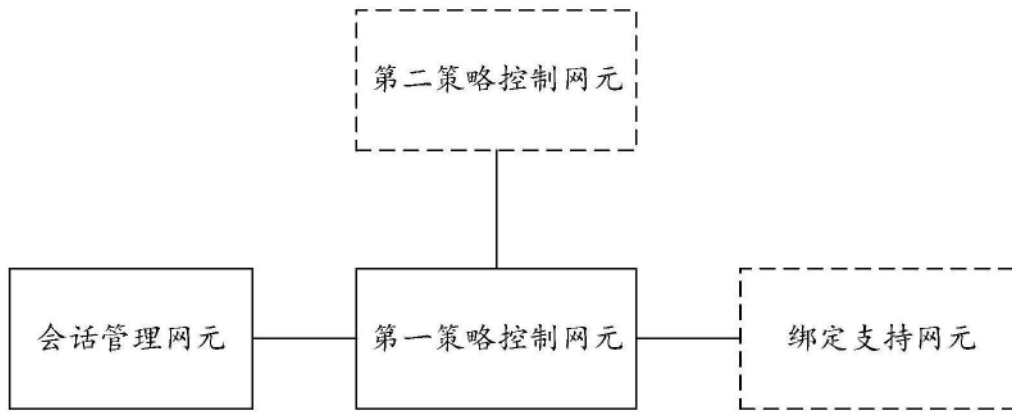 第二策略控制网元
会话管理网元
第一策略控制网元
绑定支持网元